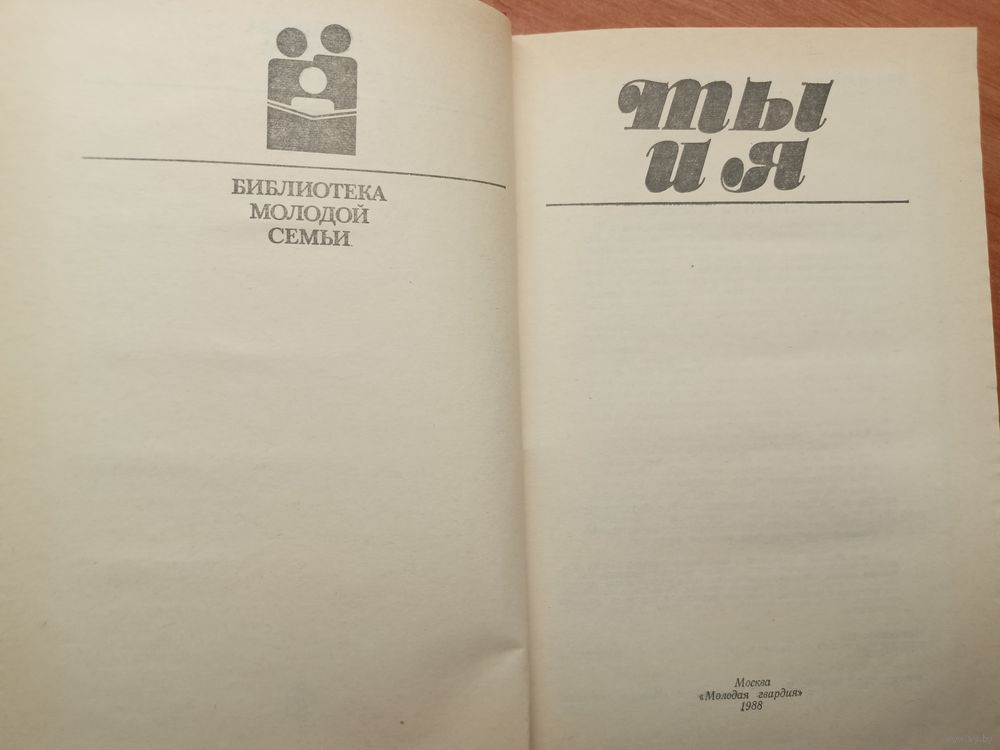 БИБЛИОТЕКА
МОЛОДОЙ
СЕМЬИ
ТЫ
И Я
Москва
«Молодая гвардия»
1988